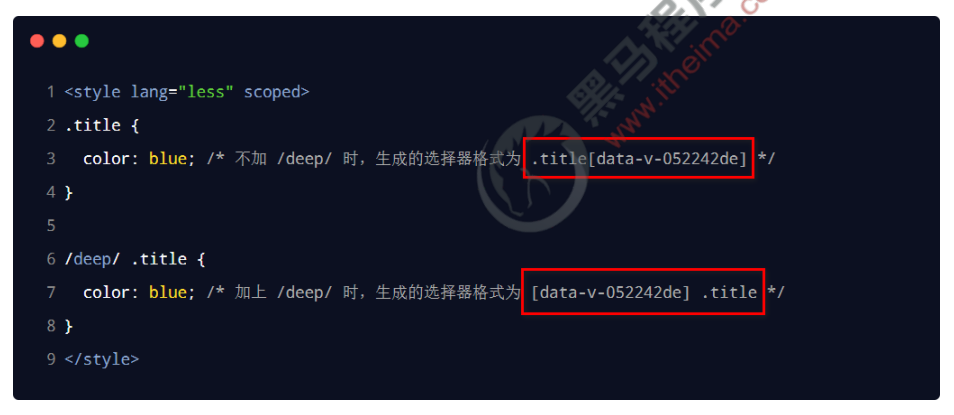 黑马程序
www.itheima.co
1 <style lang="less" scoped>
2 .title {
3 color: blue; /* 不加 /deep/ 时，生成的选择器格式为 .title[data-v-052242de] */
4 }
5
6 /deep/ .title {
7 color: blue; /* 加上 /deep/ 时，生成的选择器格式为 [data-v-052242de] .title */
8 }
9 </style>